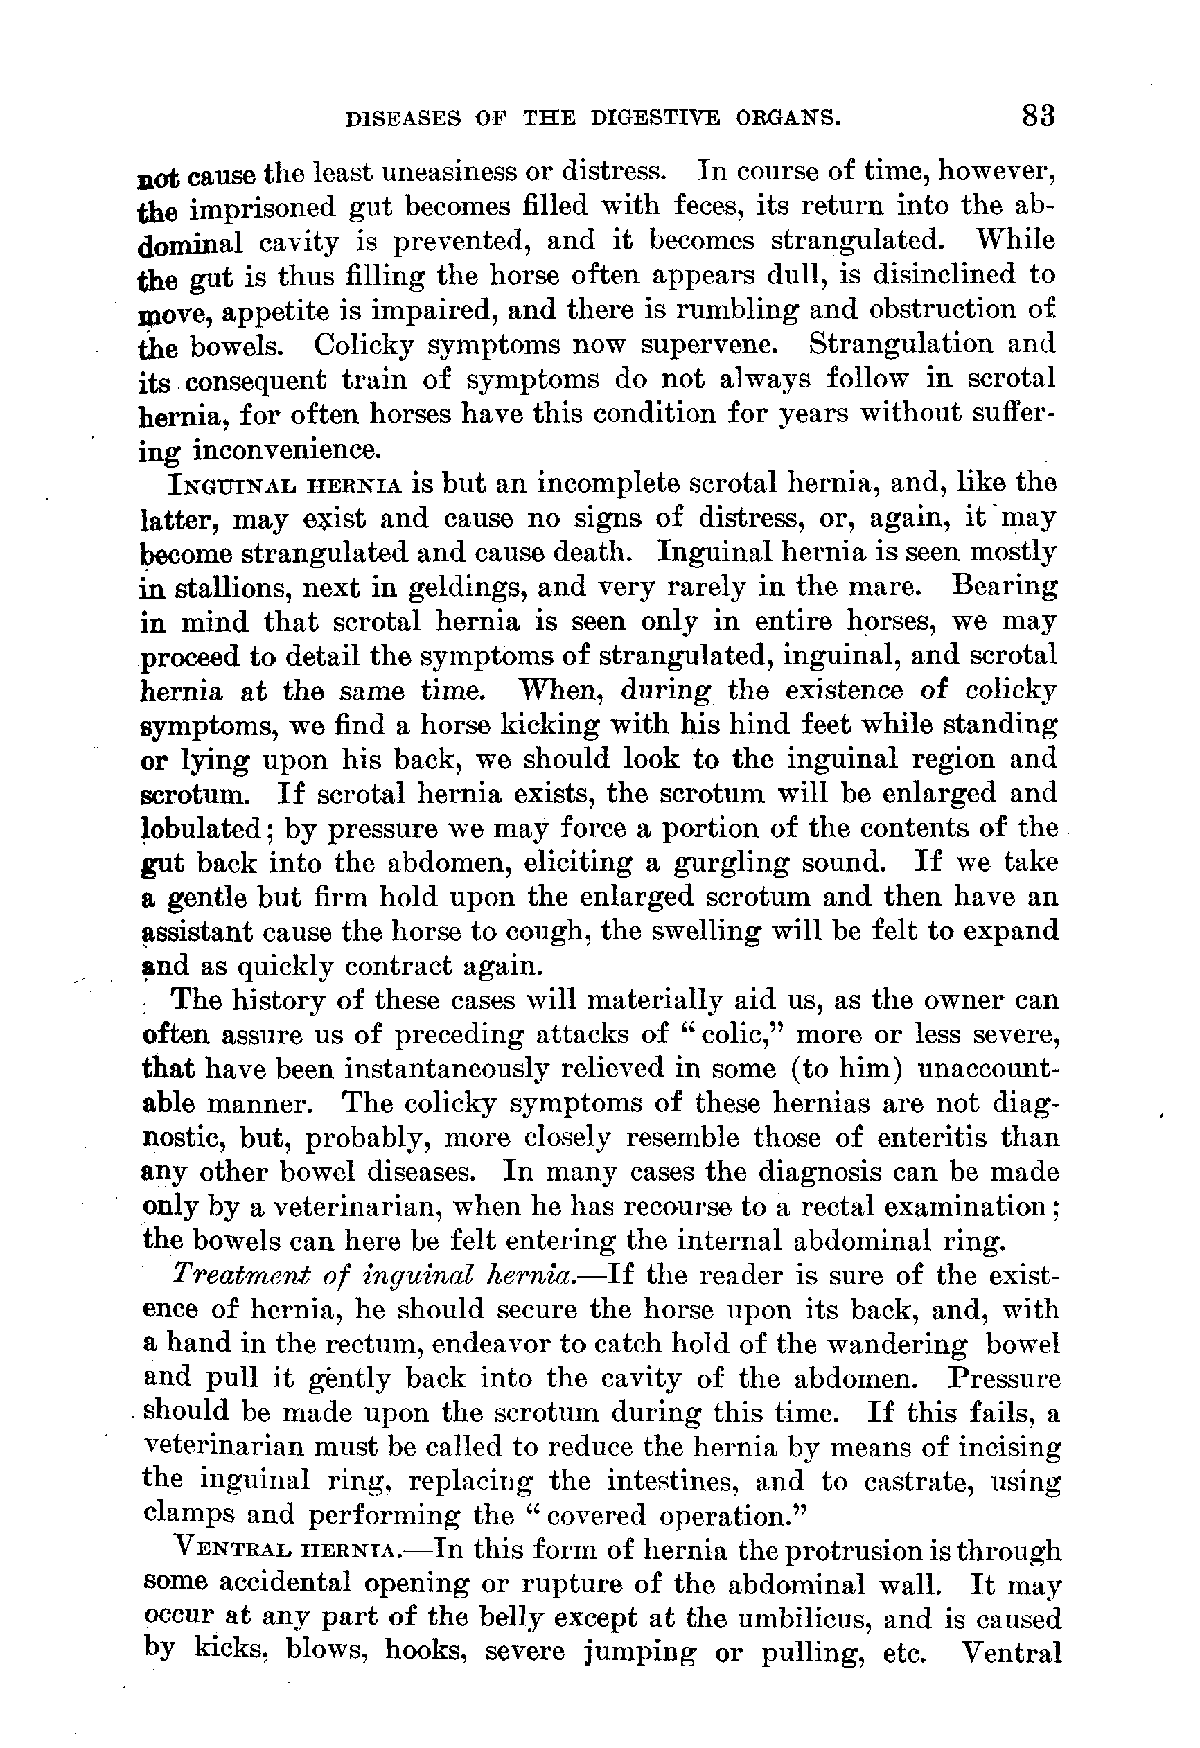 DISEASES OF THE DIGESTIVE ORGANS. 83
not cause the least uneasiness or distress. In course of time, however,
the imprisoned gut becomes filled with feces, its return into the ab-
dominal cavity is prevented, and it becomes strangulated. While
the gut is thus filling the horse often appears dull, is disinclined to
move, appetite is impaired, and there is rumbling and obstruction of
the bowels. Colicky symptoms now supervene. Strangulation and
its consequent train of symptoms do not always follow in scrotal
hernia, for often horses have this condition for years without suffer-
ing inconvenience.
INGUINAL HERNIA is but an incomplete scrotal hernia, and, like the
latter, may exist and cause no signs of distress, or, again, it may
become strangulated and cause death. Inguinal hernia is seen mostly
in stallions, next in geldings, and very rarely in the mare. Bearing
in mind that scrotal hernia is seen only in entire horses, we may
proceed to detail the symptoms of strangulated, inguinal, and scrotal
hernia at the same time. When, during the existence of colicky
symptoms, we find a horse kicking with his hind feet while standing
or lying upon his back, we should look to the inguinal region and
scrotum. If scrotal hernia exists, the scrotum will be enlarged and
lobulated; by pressure we may force a portion of the contents of the
gut back into the abdomen, eliciting a gurgling sound. If we take
a gentle but firm hold upon the enlarged scrotum and then have an
assistant cause the horse to cough, the swelling will be felt to expand
and as quickly contract again.
The history of these cases will materially aid us, as the owner can
often assure us of preceding attacks of "colic," more or less severe,
that have been instantaneously relieved in some (to him) unaccount-
able manner. The colicky symptoms of these hernias are not diag-
nostic, but, probably, more closely resemble those of enteritis than
any other bowel diseases. In many cases the diagnosis can be made
only by a veterinarian, when he has recourse to a rectal examination;
the bowels can here be felt entering the internal abdominal ring.
Treatment of inguinal hernia.—If the reader is sure of the exist-
ence of hernia, he should secure the horse upon its back, and, with
a hand in the rectum, endeavor to catch hold of the wandering bowel
and pull it gently back into the cavity of the abdomen. Pressure
should be made upon the scrotum during this time. If this fails, a
veterinarian must be called to reduce the hernia by means of incising
the inguinal ring, replacing the intestines, and to castrate, using
clamps and performing the "covered operation."
VENTRAL HERNIA.—In this form of hernia the protrusion is through
some accidental opening or rupture of the abdominal wall. It may
occur at any part of the belly except at the umbilicus, and is caused
by kicks, blows, hooks, severe jumping or pulling, etc. Ventral